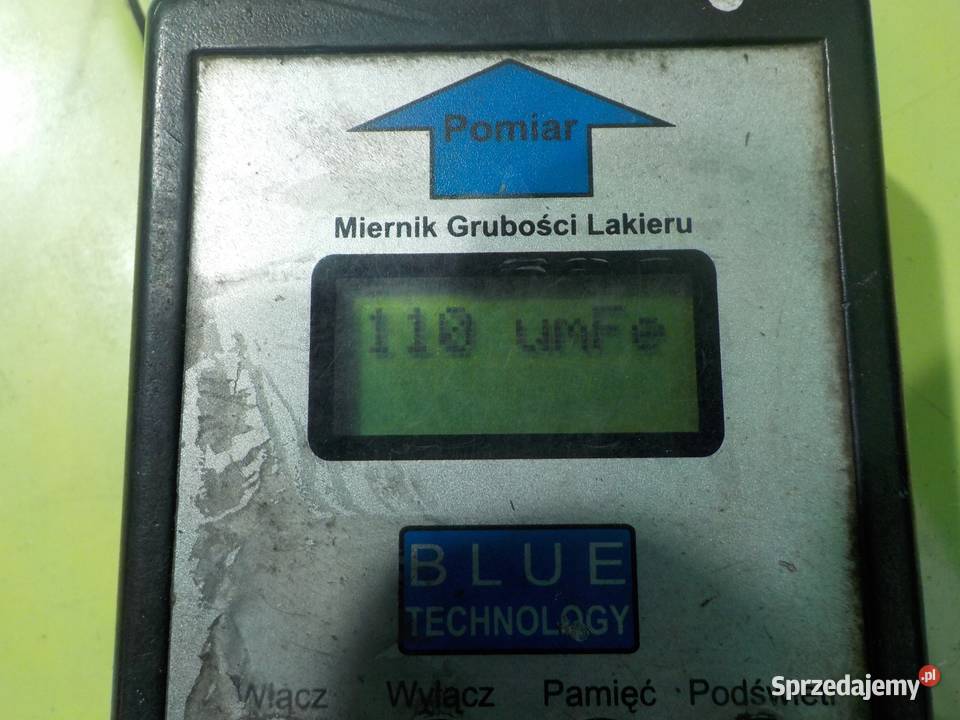 Pomiar
Miernik Grubości Lakieru
110 umFe
BLUE
TECHNOLOGY
Włącz Wyłącz Pamięć Podświetl
Sprzedajemy.pl